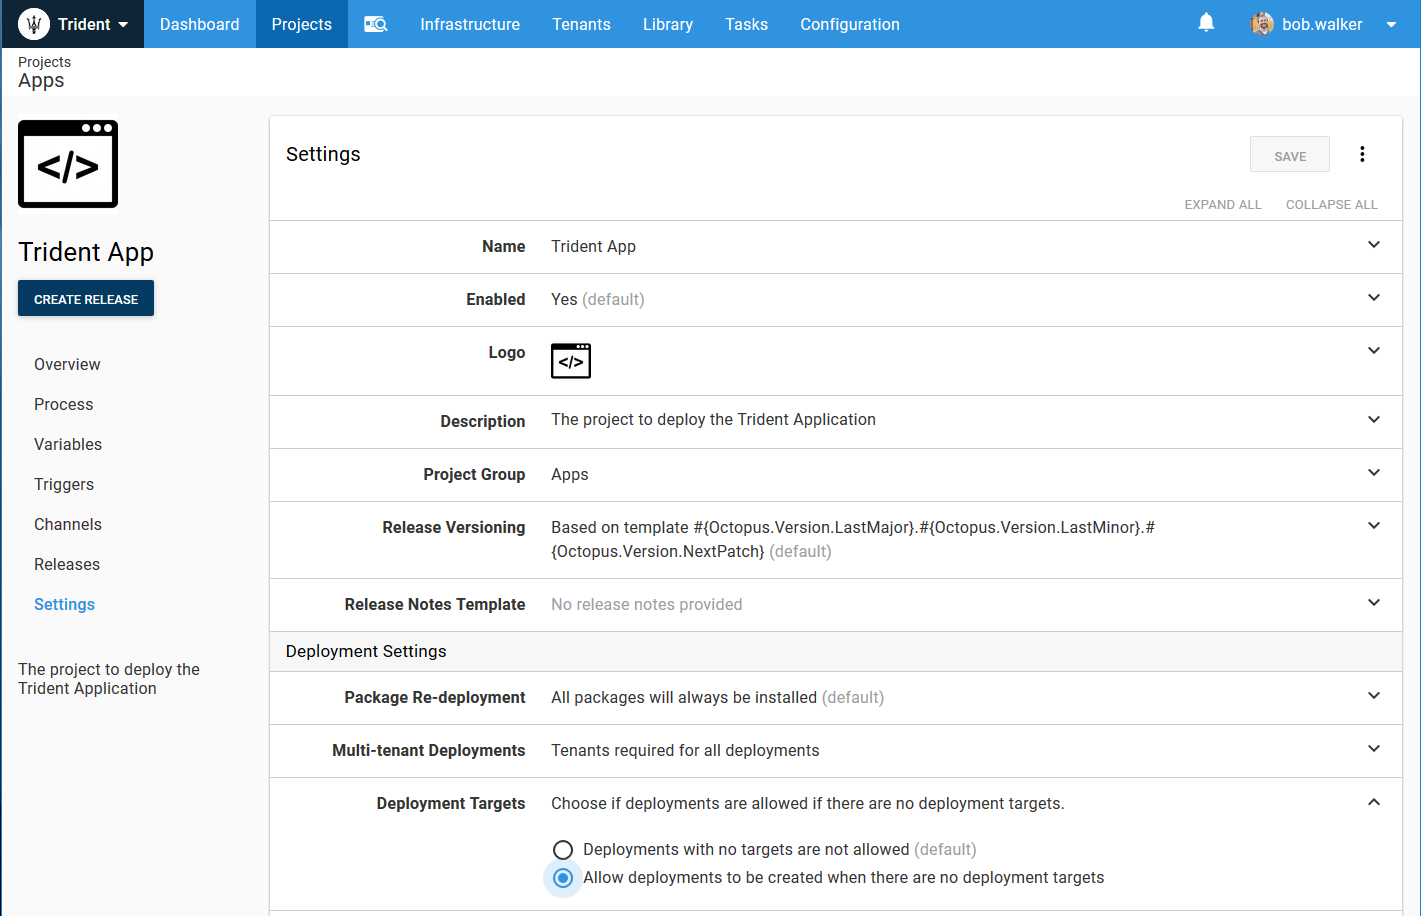 Trident
Dashboard
Projects
Infrastructure
Tenants
Library
Tasks
Configuration
bob.walker
Projects
Apps
</>
Trident App
CREATE RELEASE
Overview
Process
Variables
Triggers
Channels
Releases
Settings
The project to deploy the
Trident Application
Settings
SAVE
EXPAND ALL
COLLAPSE ALL
Name
Trident App
Enabled
Yes (default)
Logo
</>
Description
The project to deploy the Trident Application
Project Group
Apps
Release Versioning
Based on template #{Octopus.Version.LastMajor}.#{Octopus.Version.LastMinor}.#
{Octopus.Version.NextPatch} (default)
Release Notes Template
No release notes provided
Deployment Settings
Package Re-deployment
All packages will always be installed (default)
Multi-tenant Deployments
Tenants required for all deployments
Deployment Targets
Choose if deployments are allowed if there are no deployment targets.
Deployments with no targets are not allowed (default)
Allow deployments to be created when there are no deployment targets